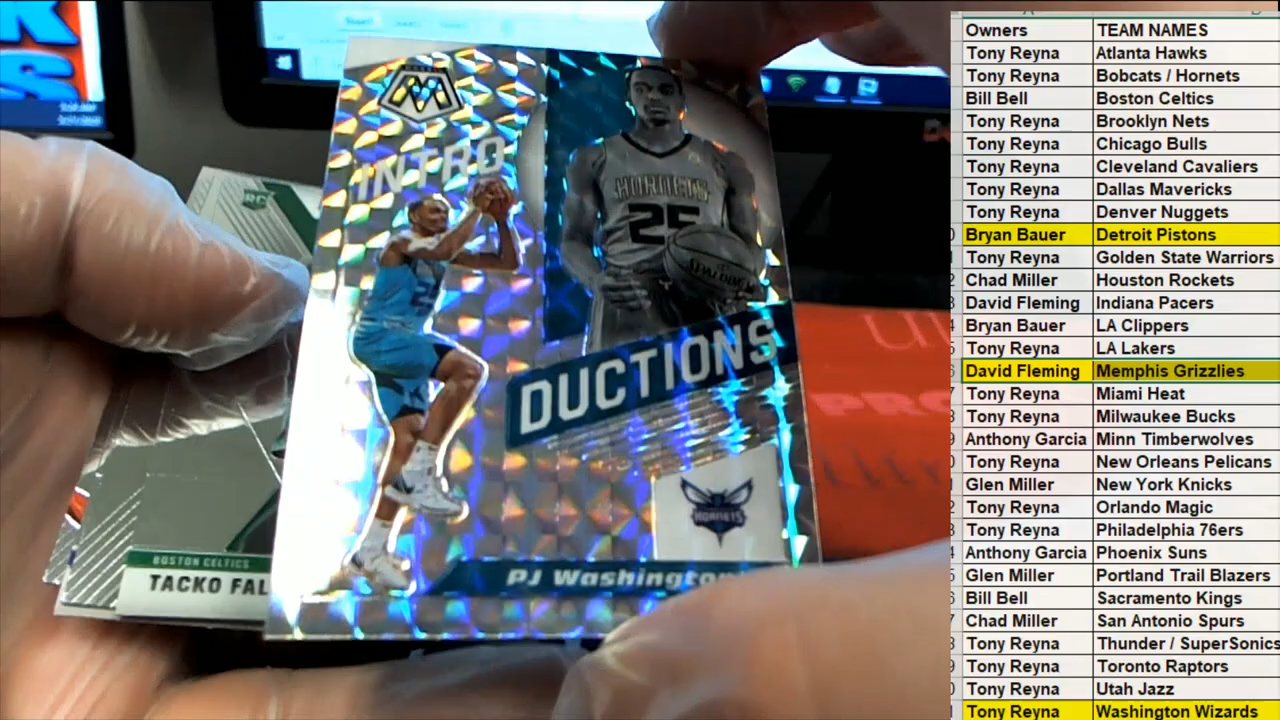 RC
MOSAIC
INTRO
HORNETS
25
SPALDING
25
DUCTIONS
HORNETS
PJ Washington
BOSTON CELTICS
TACKO FAL
Owners TEAM NAMES
Tony Reyna Atlanta Hawks
Tony Reyna Bobcats / Hornets
Bill Bell Boston Celtics
Tony Reyna Brooklyn Nets
Tony Reyna Chicago Bulls
Tony Reyna Cleveland Cavaliers
Tony Reyna Dallas Mavericks
Tony Reyna Denver Nuggets
Bryan Bauer Detroit Pistons
Tony Reyna Golden State Warriors
Chad Miller Houston Rockets
David Fleming Indiana Pacers
Bryan Bauer LA Clippers
Tony Reyna LA Lakers
David Fleming Memphis Grizzlies
Tony Reyna Miami Heat
Tony Reyna Milwaukee Bucks
Anthony Garcia Minn Timberwolves
Tony Reyna New Orleans Pelicans
Glen Miller New York Knicks
Tony Reyna Orlando Magic
Tony Reyna Philadelphia 76ers
Anthony Garcia Phoenix Suns
Glen Miller Portland Trail Blazers
Bill Bell Sacramento Kings
Chad Miller San Antonio Spurs
Tony Reyna Thunder / SuperSonics
Tony Reyna Toronto Raptors
Tony Reyna Utah Jazz
Tony Reyna Washington Wizards